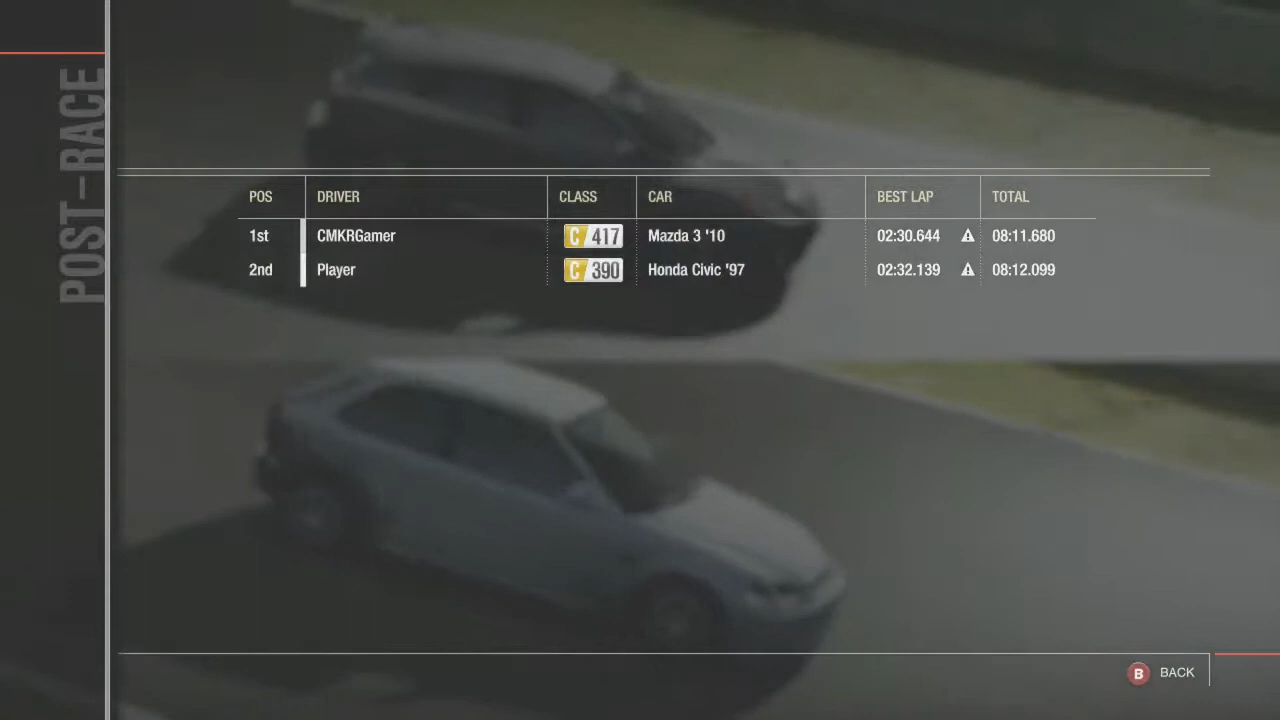 POST-RACE
POS DRIVER CLASS CAR BEST LAP TOTAL
1st CMKRGamer C 417 Mazda 3 '10 02:30.644 08:11.680
2nd Player C 390 Honda Civic '97 02:32.139 08:12.099
B BACK